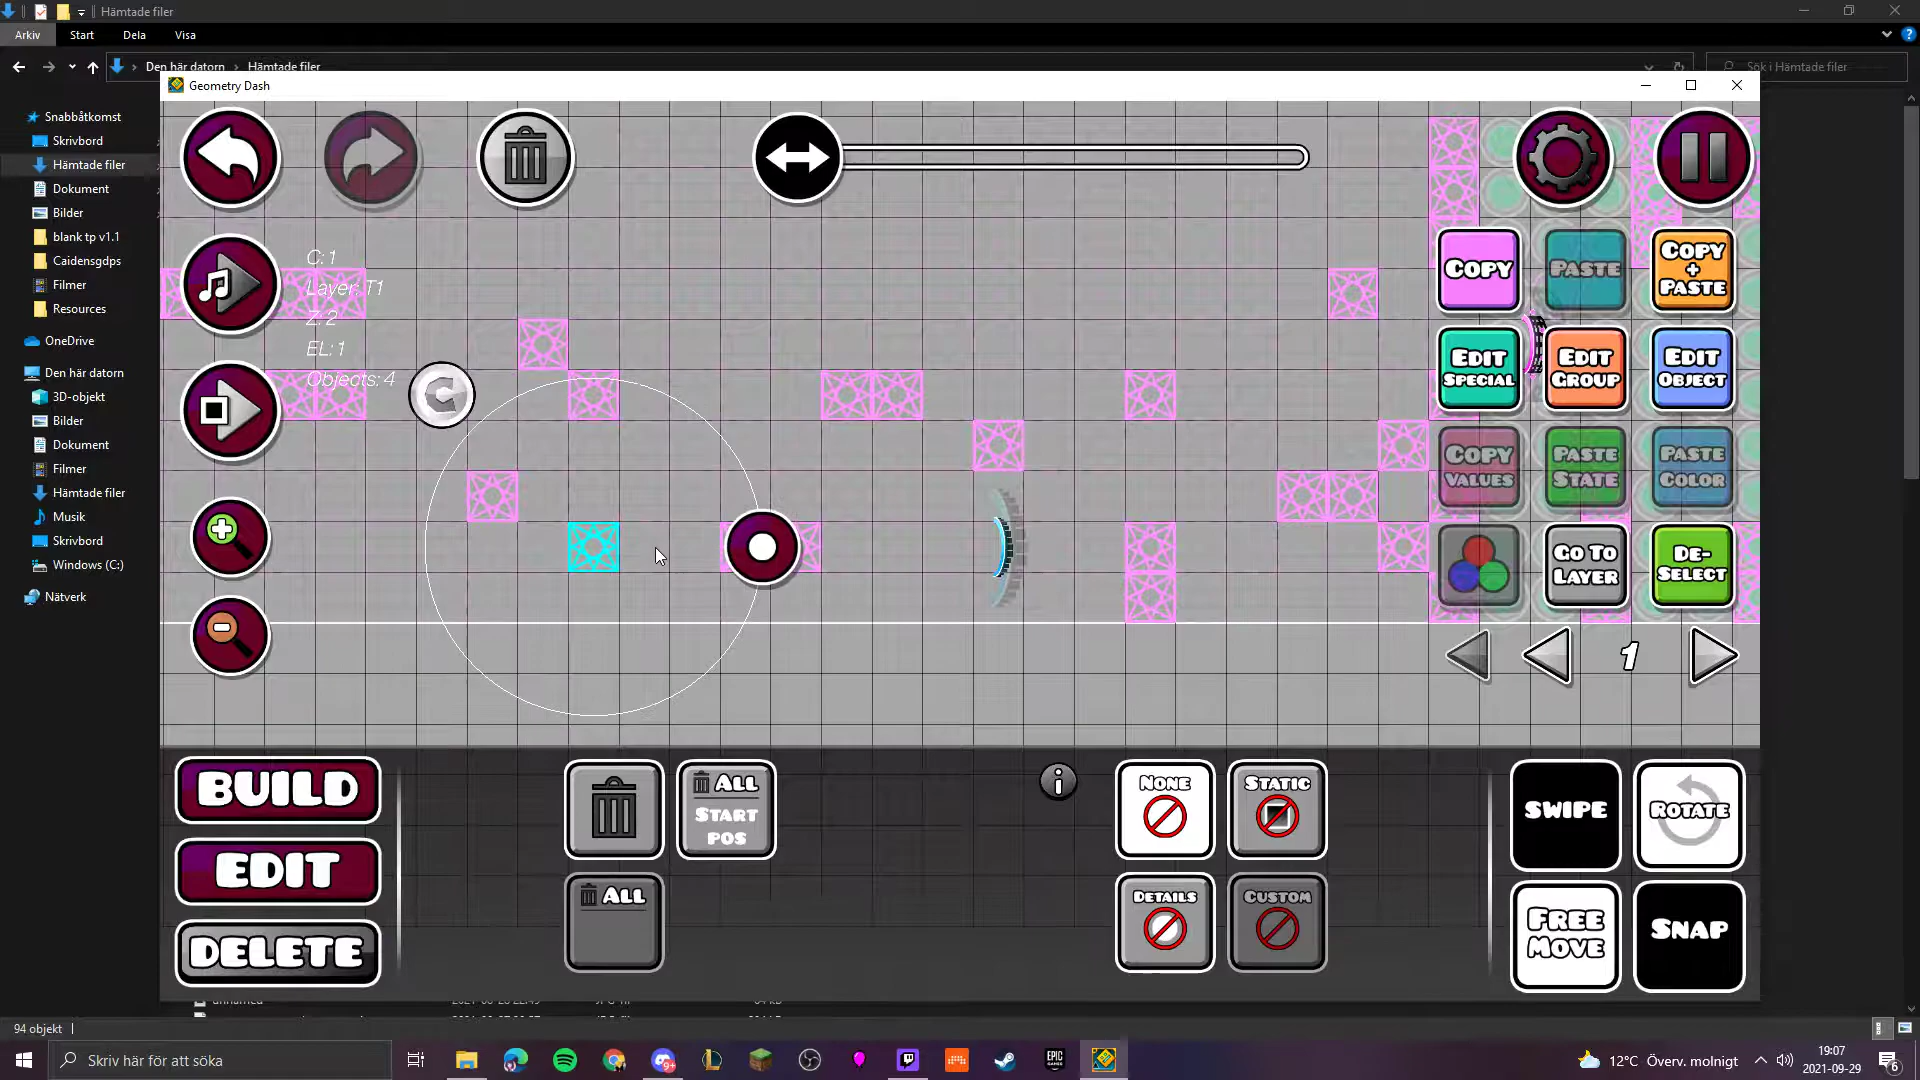 Hämtade filer
Arkiv Start Dela Visa
Den här datorn Hämtade filer Sök i Hämtade filer
Geometry Dash
Snabbåtkomst
Skrivbord
Hämtade filer
Dokument
Bilder
blank tp v1.1
Caidensgdps
Filmer
Resources
OneDrive
Den här datorn
3D-objekt
Bilder
Dokument
Filmer
Hämtade filer
Musik
Skrivbord
Windows (C:)
Nätverk
C: 1
Layer: T1
Z: 2
EL: 1
Objects: 4
COPY
PASTE
COPY
+
PASTE
EDIT
SPECIAL
EDIT
GROUP
EDIT
OBJECT
COPY
VALUES
PASTE
STATE
PASTE
COLOR
GO TO
LAYER
DE-
SELECT
1
BUILD
EDIT
DELETE
ALL
START
POS
ALL
NONE
STATIC
DETAILS
CUSTOM
SWIPE
ROTATE
FREE
MOVE
SNAP
94 objekt
Skriv här för att söka
9+
EPIC
GAMES
12°C Överv. molnigt
19:07
2021-09-29
6